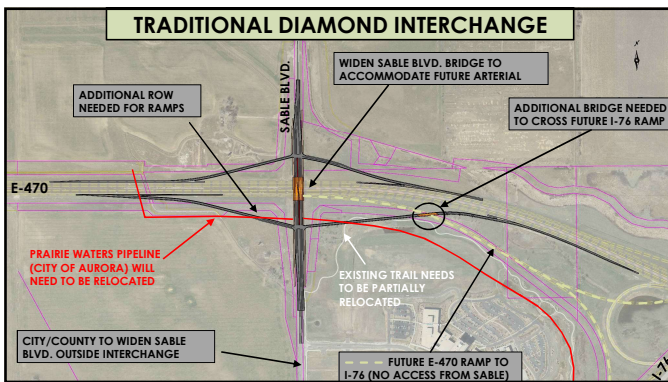 TRADITIONAL DIAMOND INTERCHANGE
SABLE BLVD.
WIDEN SABLE BLVD. BRIDGE TO
ACCOMMODATE FUTURE ARTERIAL
ADDITIONAL ROW
NEEDED FOR RAMPS
ADDITIONAL BRIDGE NEEDED
TO CROSS FUTURE I-76 RAMP
E-470
PRAIRIE WATERS PIPELINE
(CITY OF AURORA) WILL
NEED TO BE RELOCATED
EXISTING TRAIL NEEDS
TO BE PARTIALLY
RELOCATED
CITY/COUNTY TO WIDEN SABLE
BLVD. OUTSIDE INTERCHANGE
FUTURE E-470 RAMP TO
I-76 (NO ACCESS FROM SABLE)
I-76